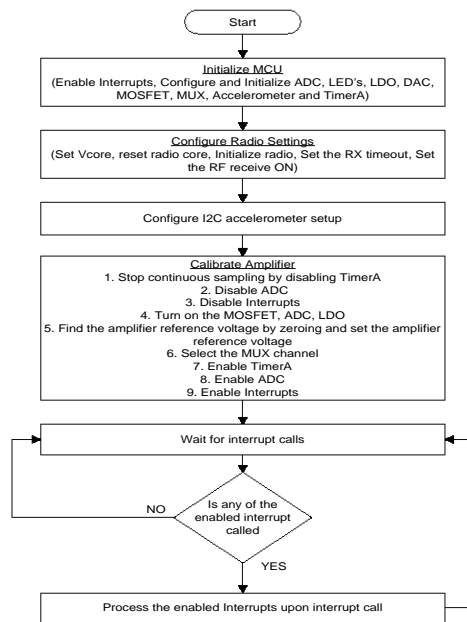 Start
Initialize MCU
(Enable Interrupts, Configure and Initialize ADC, LED's, LDO, DAC,
MOSFET, MUX, Accelerometer and TimerA)
Configure Radio Settings
(Set Vcore, reset radio core, Initialize radio, Set the RX timeout, Set
the RF receive ON)
Configure I2C accelerometer setup
Calibrate Amplifier
1. Stop continuous sampling by disabling TimerA
2. Disable ADC
3. Disable Interrupts
4. Turn on the MOSFET, ADC, LDO
5. Find the amplifier reference voltage by zeroing and set the amplifier
reference voltage
6. Select the MUX channel
7. Enable TimerA
8. Enable ADC
9. Enable Interrupts
Wait for interrupt calls
Is any of the
enabled interrupt
called
NO
YES
Process the enabled Interrupts upon interrupt call